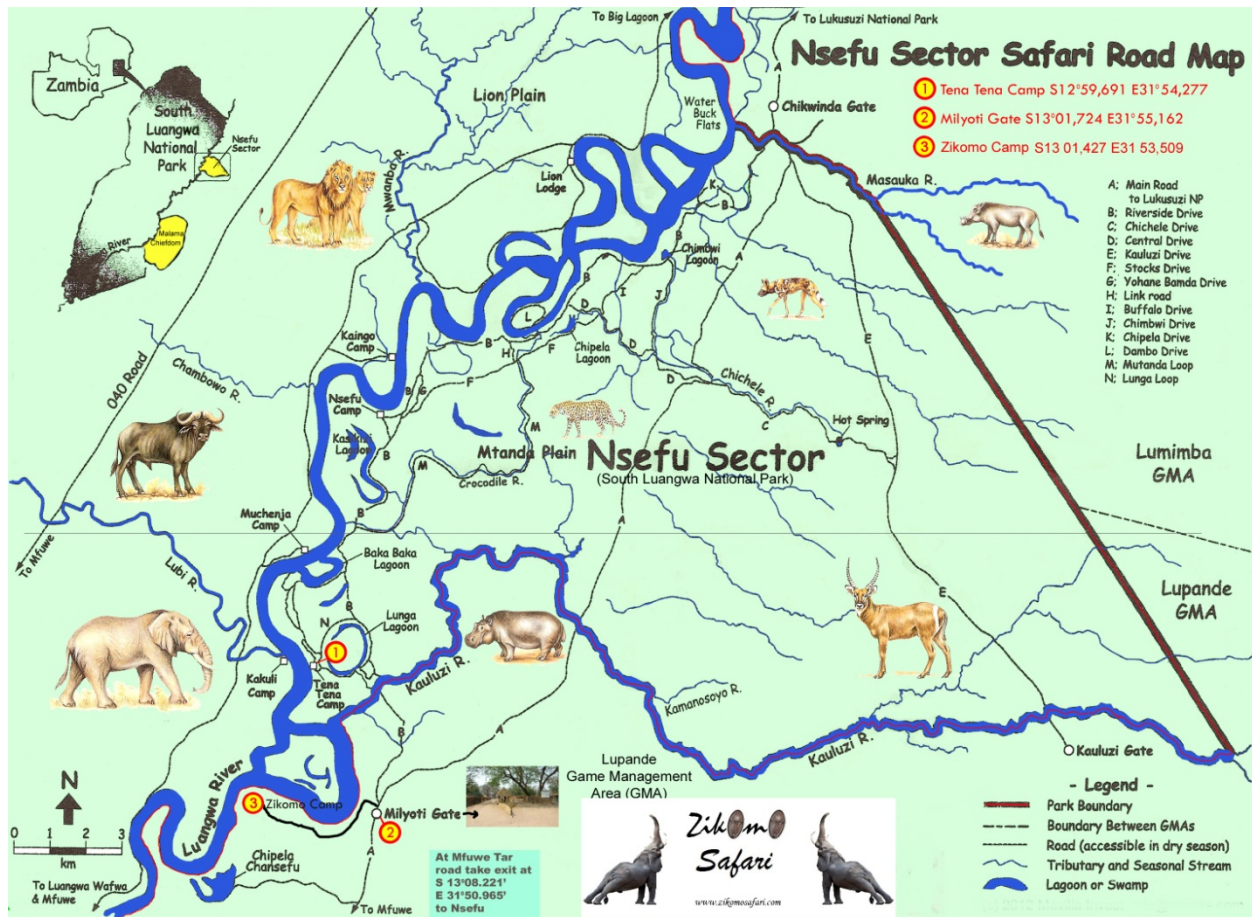 To Big Lagoon
To Lukusuzi National Park
Nsefu Sector Safari Road Map
1 Tena Tena Camp S12°59,691 E31°54,277
2 Milyoti Gate S13°01,724 E31°55,162
3 Zikomo Camp S13 01,427 E31 53,509
Zambia
South
Luangwa
National
Park
Nsefu
Sector
Malama
Chiefdom
River
Lion Plain
Water
Buck
Flats
Chikwinda Gate
A
Mwanba R.
Lion
Lodge
Masauka R.
A; Main Road
to Lukusuzi NP
B; Riverside Drive
C; Chichele Drive
D; Central Drive
E; Kauluzi Drive
F; Stocks Drive
G; Yohane Bamda Drive
H; Link road
I; Buffalo Drive
J; Chimbwi Drive
K; Chipela Drive
L; Dambo Drive
M; Mutanda Loop
N; Lunga Loop
K
B
B
Chimbwi
Lagoon
A
B
D
I
J
L
E
Kaingo
Camp
B
H
F
Chipela
Lagoon
D
D
040 Road
Chambowo R.
B
G
F
Chichele R.
C
Hot Spring
Nsefu
Camp
Kasikizi
Lagoon
B
M
Mtanda Plain
Nsefu Sector
(South Luangwa National Park)
M
Crocodile R.
B
A
Lumimba
GMA
Muchenja
Camp
To Mfuwe
Lubi R.
Baka Baka
Lagoon
B
N
Lunga
Lagoon
1
Lupande
GMA
E
Kakuli
Camp
Tena
Tena
Camp
Kauluzi R.
Kamanosoyo R.
B
A
Kauluzi R.
Kauluzi Gate
N
0 1 2 3
km
Luangwa River
3 Zikomo Camp
Milyoti Gate
2
A
Lupande
Game Management
Area (GMA)
Chipela
Chansefu
To Luangwa Wafwa
& Mfuwe
To Mfuwe
At Mfuwe Tar
road take exit at
S 13°08.221'
E 31°50.965'
to Nsefu
Zikomo
Safari
www.zikomosafari.com
- Legend -
Park Boundary
Boundary Between GMAs
Road (accessible in dry season)
Tributary and Seasonal Stream
Lagoon or Swamp